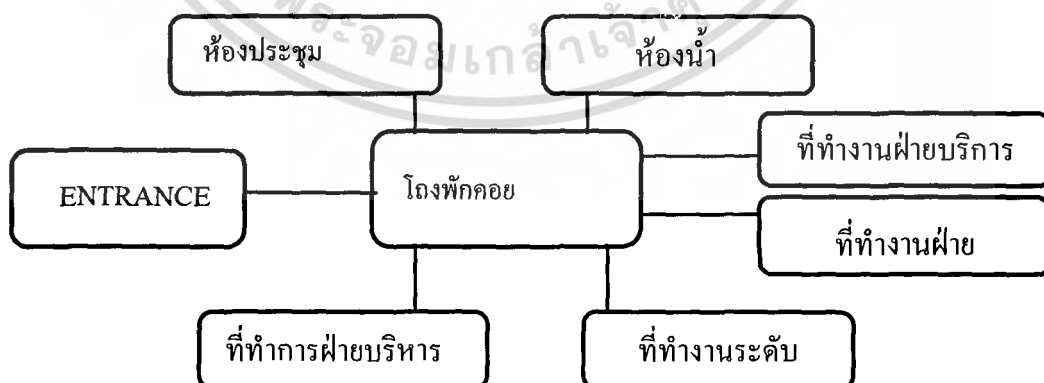 ห้องประชุม
ห้องน้ำ
ที่ทำงานฝ่ายบริการ
ENTRANCE
โถงพักคอย
ที่ทำงานฝ่าย
ที่ทำการฝ่ายบริหาร
ที่ทำงานระดับ